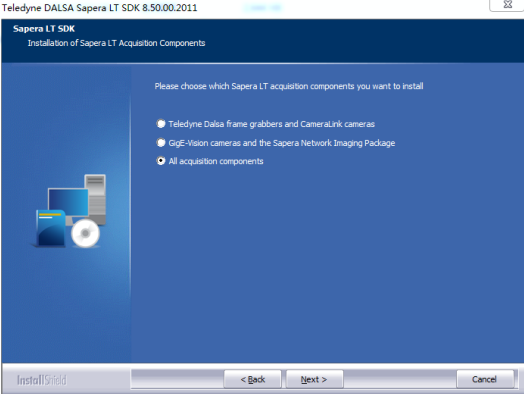 Teledyne DALSA Sapera LT SDK 8.50.00.2011
Sapera LT SDK
Installation of Sapera LT Acquisition Components
Please choose which Sapera LT acquisition components you want to install
Teledyne Dalsa frame grabbers and CameraLink cameras
GigE-Vision cameras and the Sapera Network Imaging Package
All acquisition components
InstallShield
< Back
Next >
Cancel